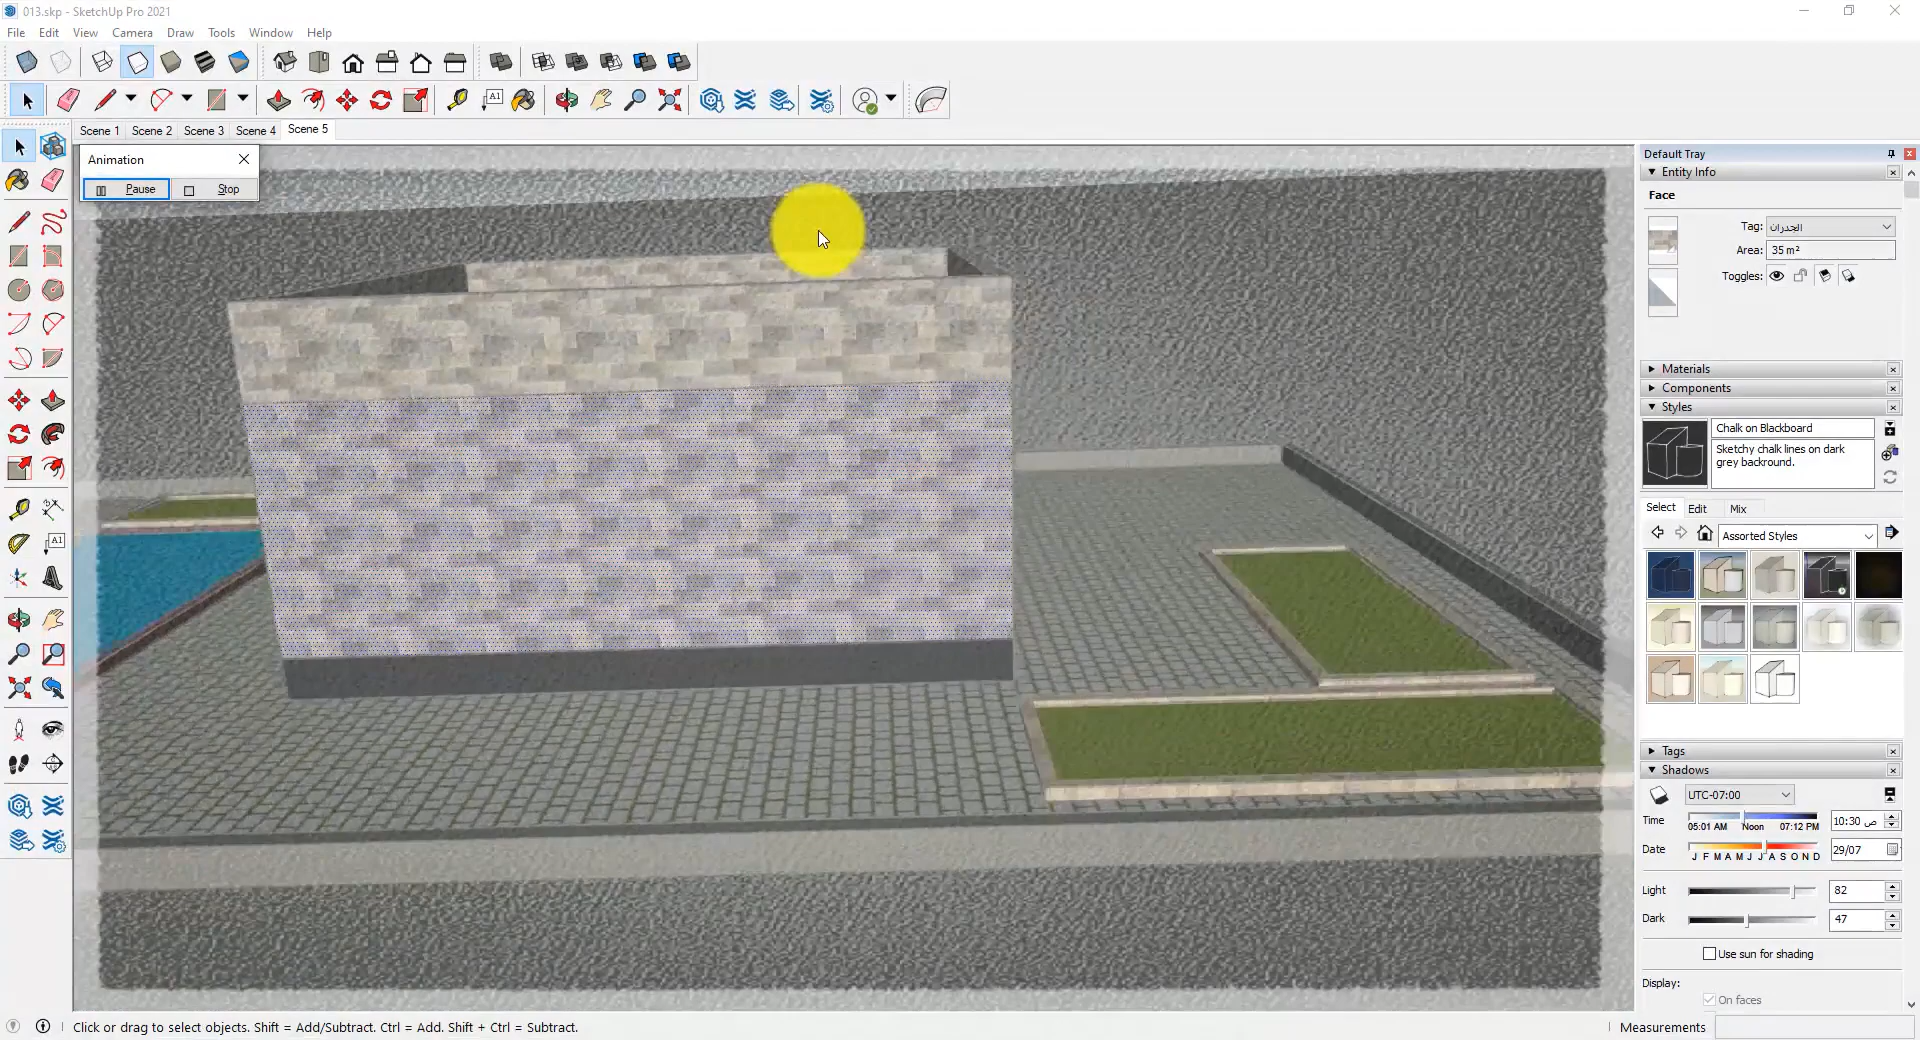 013.skp - SketchUp Pro 2021
File Edit View Camera Draw Tools Window Help
A1
Scene 1 Scene 2 Scene 3 Scene 4 Scene 5
Animation
Pause Stop
Default Tray
Entity Info
Face
Tag: الجدران
Area: 35 m²
Toggles:
Materials
Components
Styles
Chalk on Blackboard
Sketchy chalk lines on dark
grey backround.
Select Edit Mix
Assorted Styles
A1
Tags
Shadows
UTC-07:00
Time 05:01 AM Noon 07:12 PM 10:30 ص
Date J F M A M J J A S O N D 29/07
Light 82
Dark 47
Use sun for shading
Display:
On faces
Click or drag to select objects. Shift = Add/Subtract. Ctrl = Add. Shift + Ctrl = Subtract.
Measurements